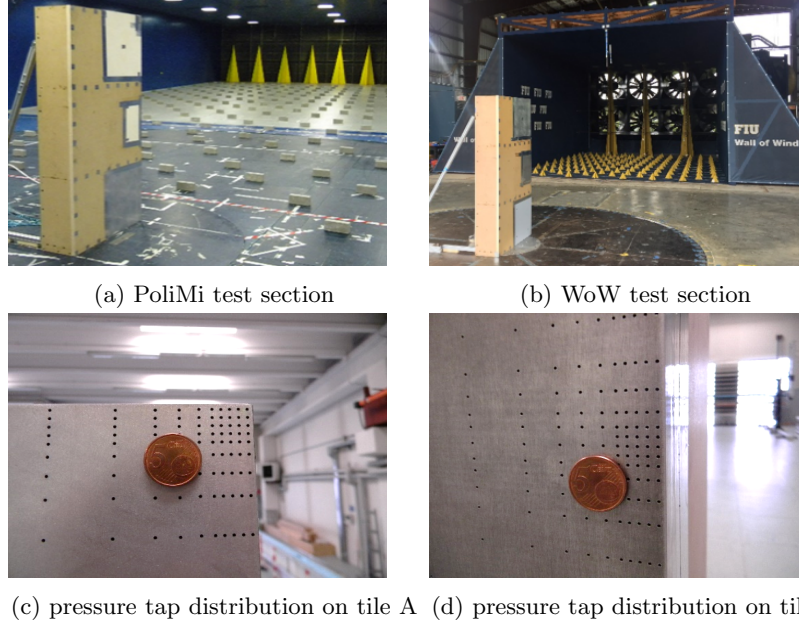 FIU
Wall of Wind
(a) PoliMi test section
(b) WoW test section
(c) pressure tap distribution on tile A
(d) pressure tap distribution on til